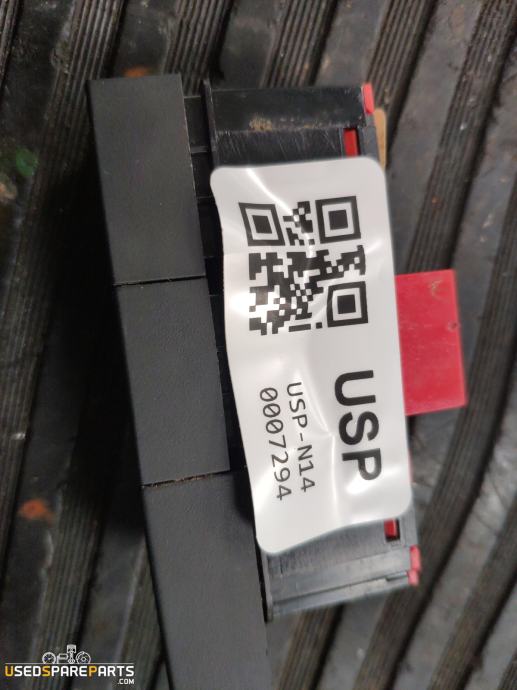 USP
USP-N14
0007294
USEDSPAREPARTS
.COM